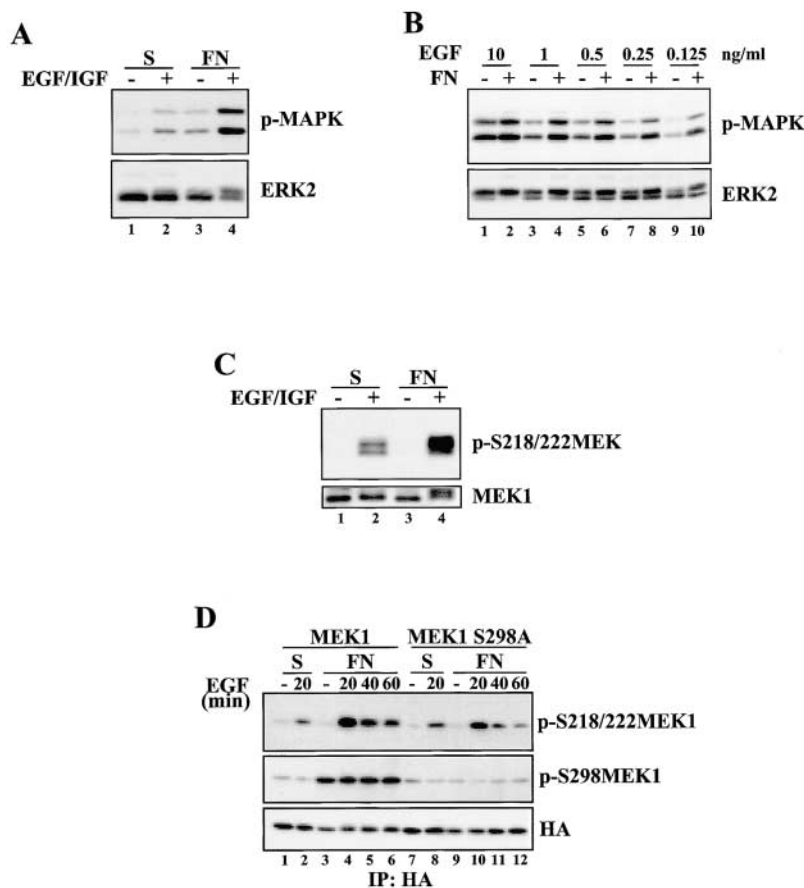 A
S FN
EGF/IGF - + - +
p-MAPK
ERK2
1 2 3 4
B
EGF 10 1 0.5 0.25 0.125 ng/ml
FN - + - + - + - + - +
p-MAPK
ERK2
1 2 3 4 5 6 7 8 9 10
C
S FN
EGF/IGF - + - +
p-S218/222MEK
MEK1
1 2 3 4
D
MEK1 MEK1 S298A
S FN S FN
EGF - 20 - 20 40 60 - 20 - 20 40 60
(min)
p-S218/222MEK1
p-S298MEK1
HA
1 2 3 4 5 6 7 8 9 10 11 12
IP: HA